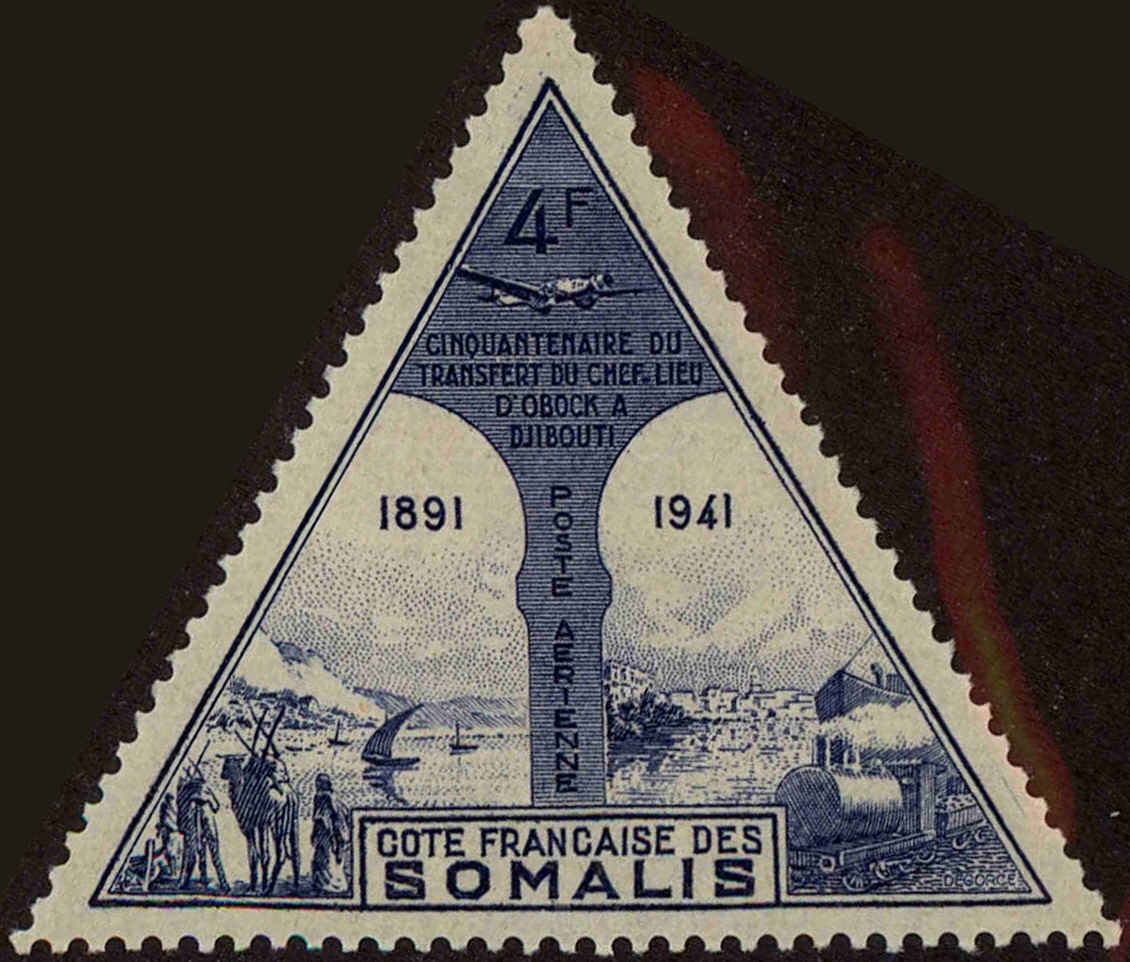 4F
CINQUANTENAIRE DU
TRANSFERT DU CHEF-LIEU
D'OBOCK A
DJIBOUTI
1891
1941
POSTE AERIENNE
COTE FRANCAISE DES
SOMALIS
DEGORCE